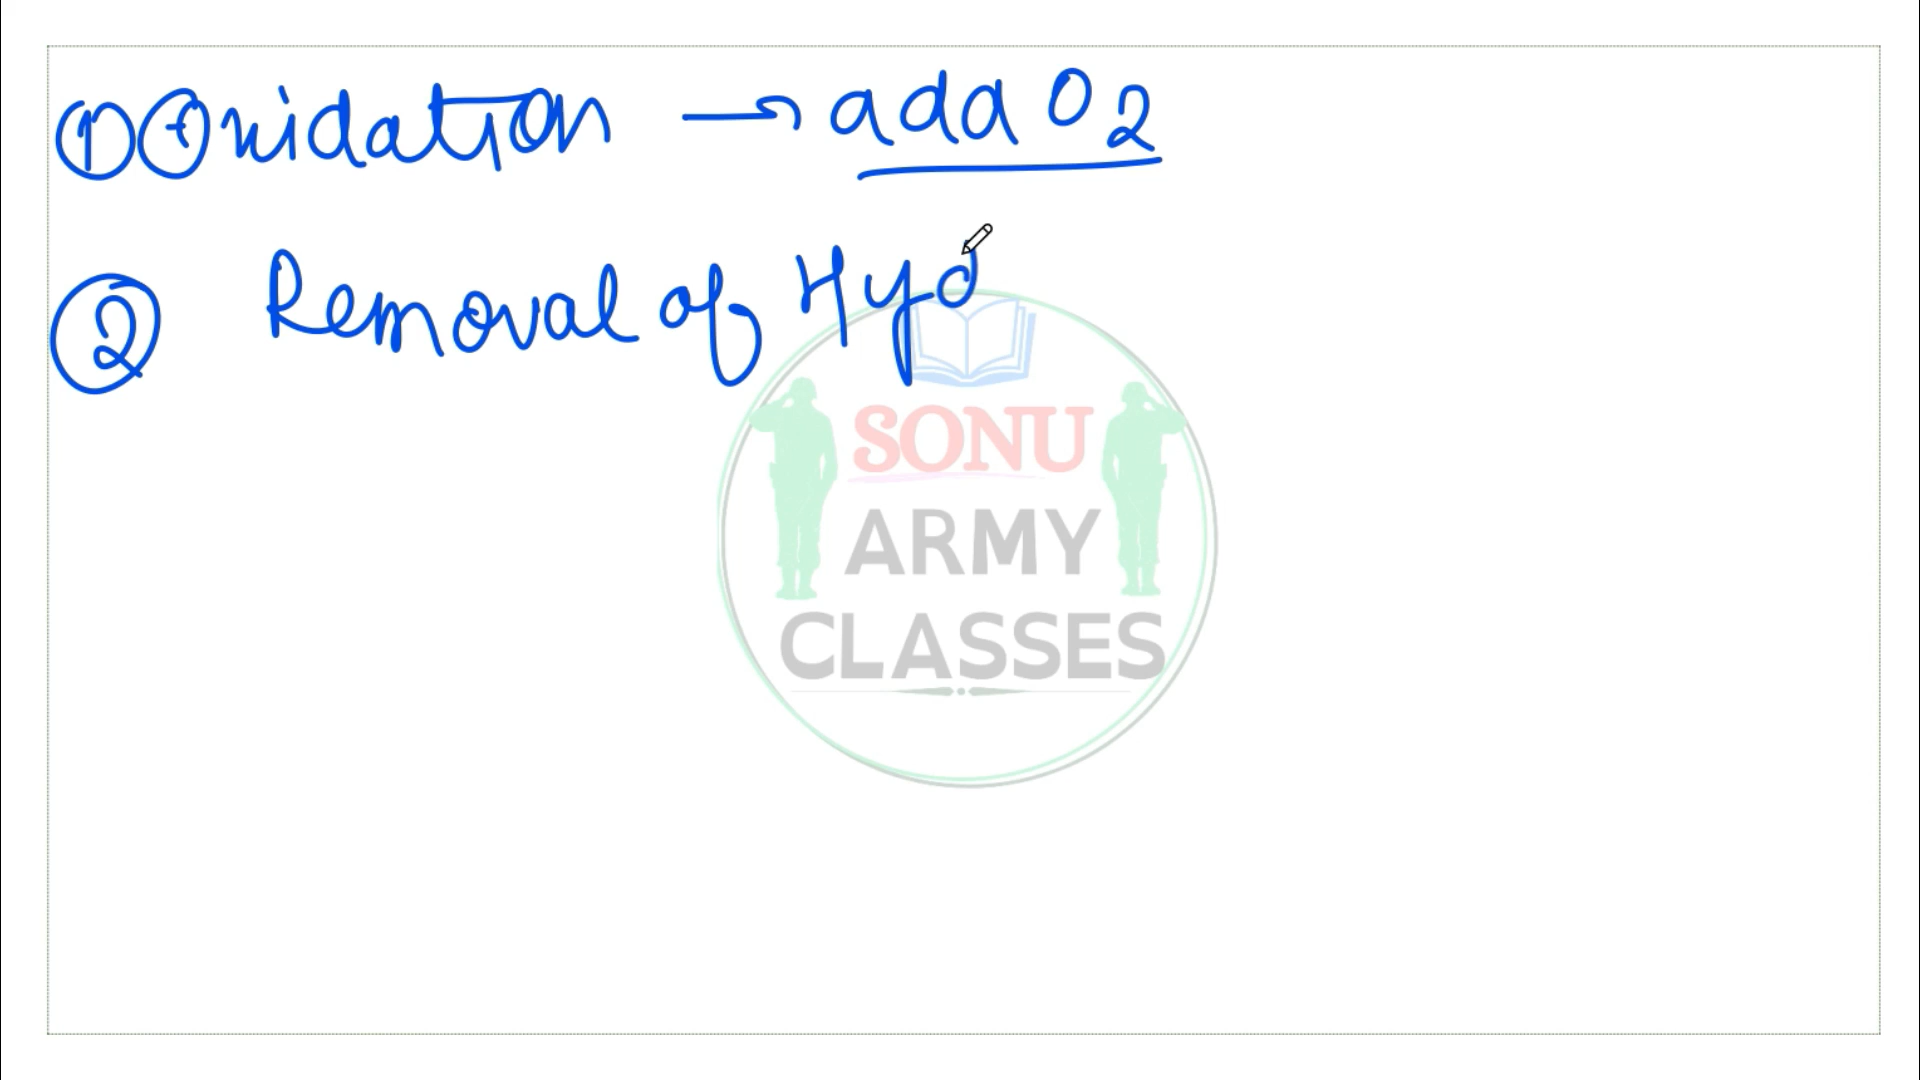 ① Oxidation → add O2
② Removal of Hyd
SONU
ARMY
CLASSES